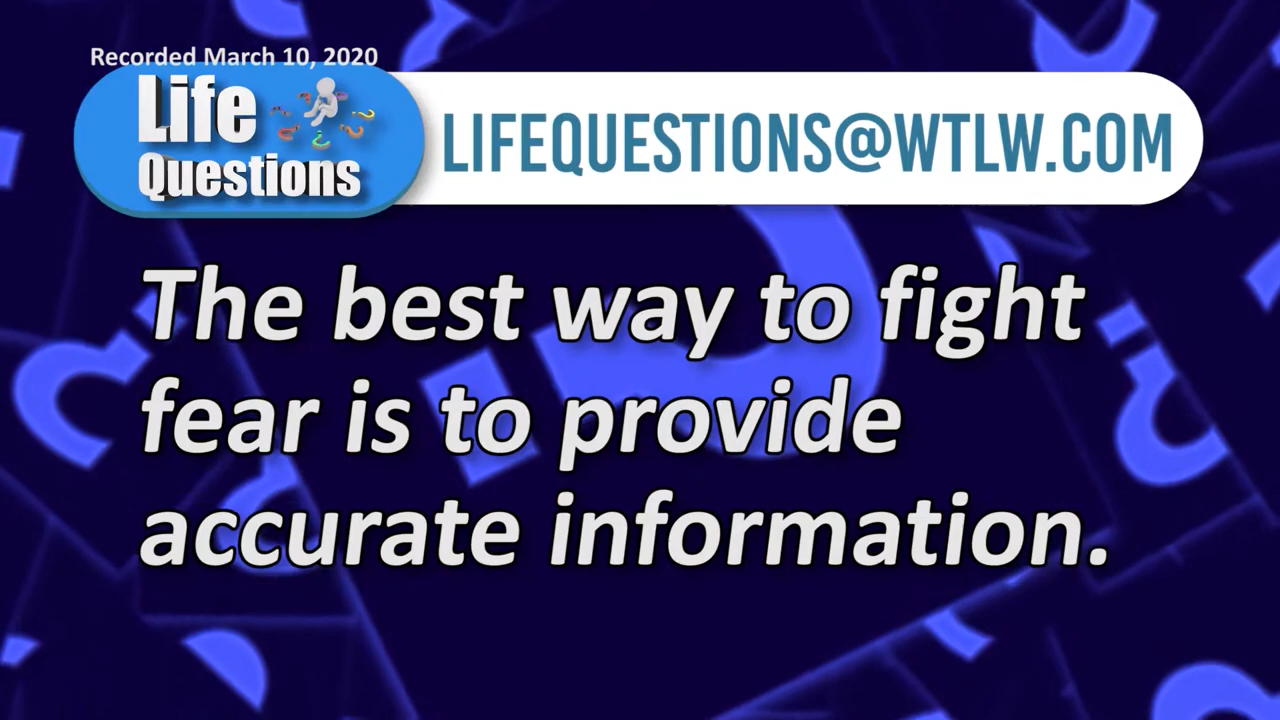 Recorded March 10, 2020
Life
Questions
LIFEQUESTIONS@WTLW.COM
The best way to fight
fear is to provide
accurate information.